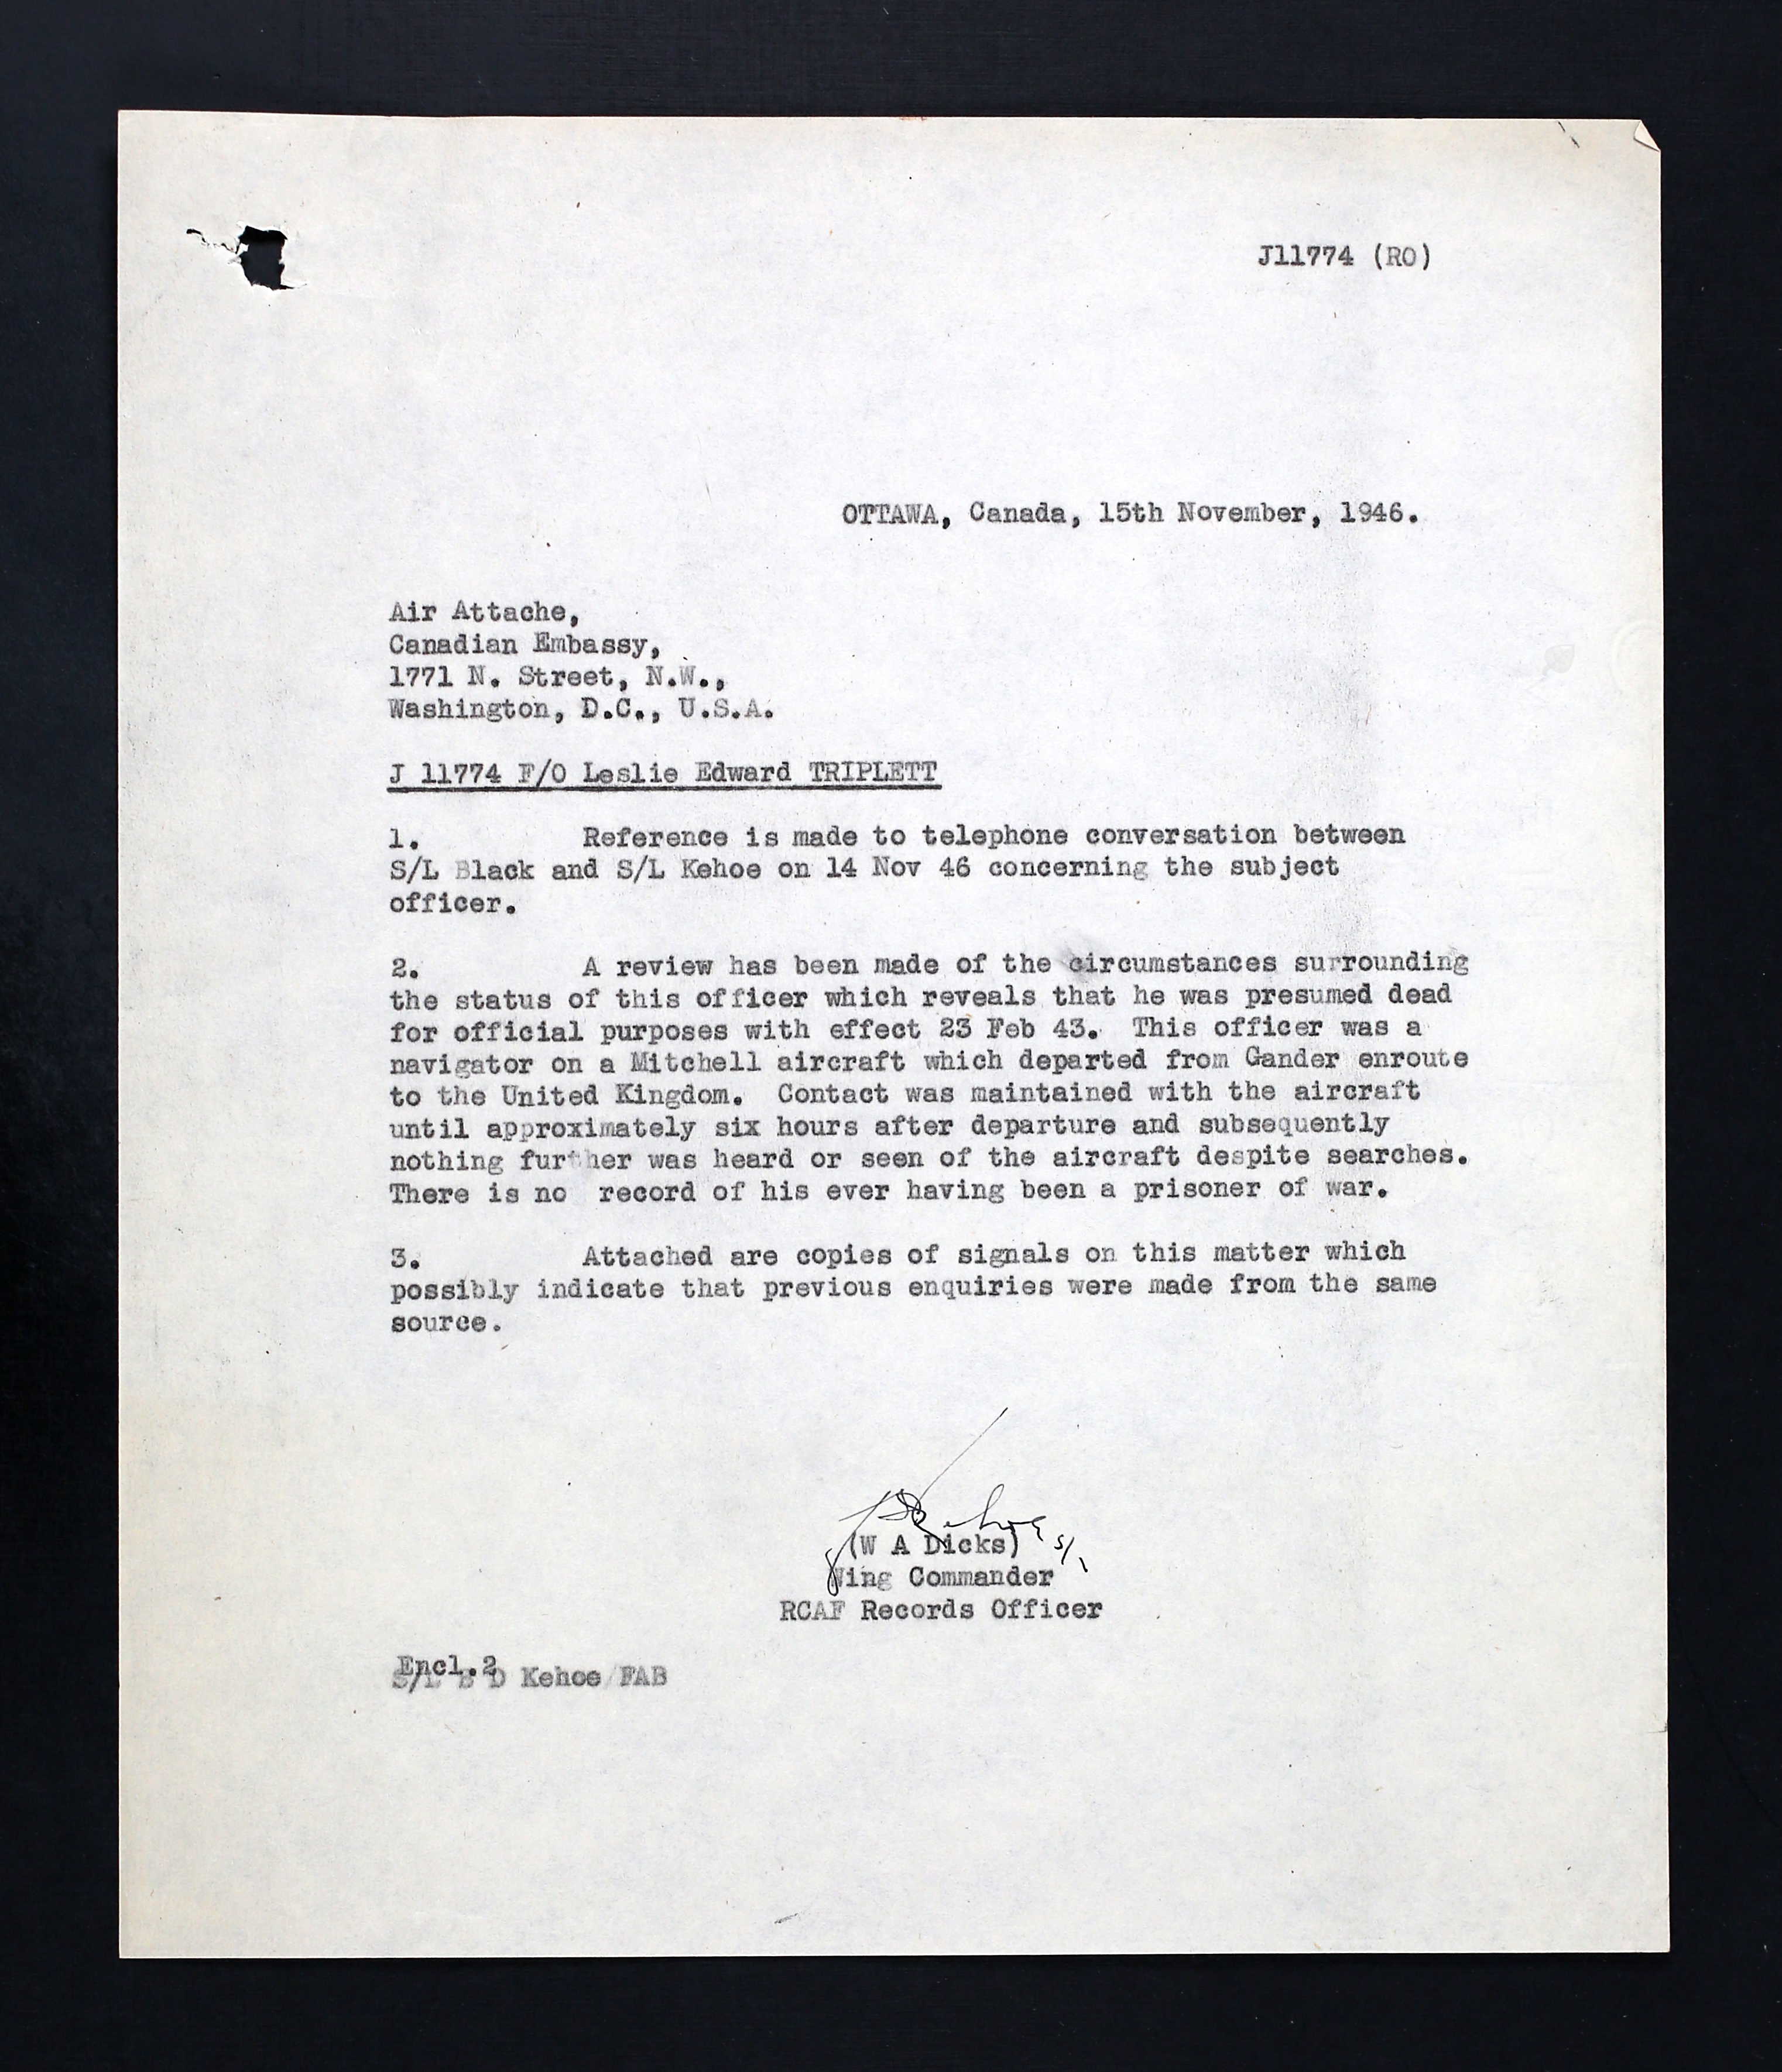 J11774 (RO)
OTTAWA, Canada, 15th November, 1946.
Air Attache,
Canadian Embassy,
1771 N. Street, N.W.,
Washington, D.C., U.S.A.
J 11774 F/O Leslie Edward TRIPLETT
1. Reference is made to telephone conversation between
S/L Black and S/L Kehoe on 14 Nov 46 concerning the subject
officer.
2. A review has been made of the circumstances surrounding
the status of this officer which reveals that he was presumed dead
for official purposes with effect 23 Feb 43. This officer was a
navigator on a Mitchell aircraft which departed from Gander enroute
to the United Kingdom. Contact was maintained with the aircraft
until approximately six hours after departure and subsequently
nothing further was heard or seen of the aircraft despite searches.
There is no record of his ever having been a prisoner of war.
3. Attached are copies of signals on this matter which
possibly indicate that previous enquiries were made from the same
source.
Kehoe S/L
(W A Dicks)
Wing Commander
RCAF Records Officer
Encl.2
D Kehoe/FAB